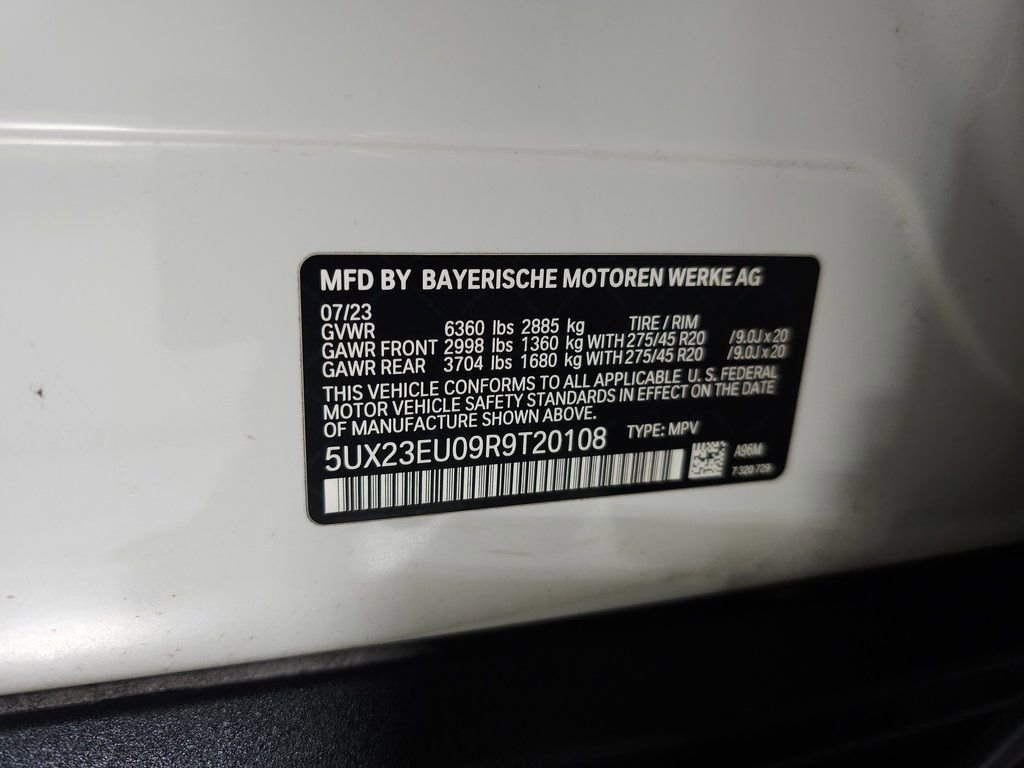 MFD BY BAYERISCHE MOTOREN WERKE AG
07/23
GVWR 6360 lbs 2885 kg TIRE / RIM
GAWR FRONT 2998 lbs 1360 kg WITH 275/45 R20 /9.0J x 20
GAWR REAR 3704 lbs 1680 kg WITH 275/45 R20 /9.0J x 20
THIS VEHICLE CONFORMS TO ALL APPLICABLE U. S. FEDERAL
MOTOR VEHICLE SAFETY STANDARDS IN EFFECT ON THE DATE
OF MANUFACTURE SHOWN ABOVE.
5UX23EU09R9T20108 TYPE: MPV
A96M
7 320 729